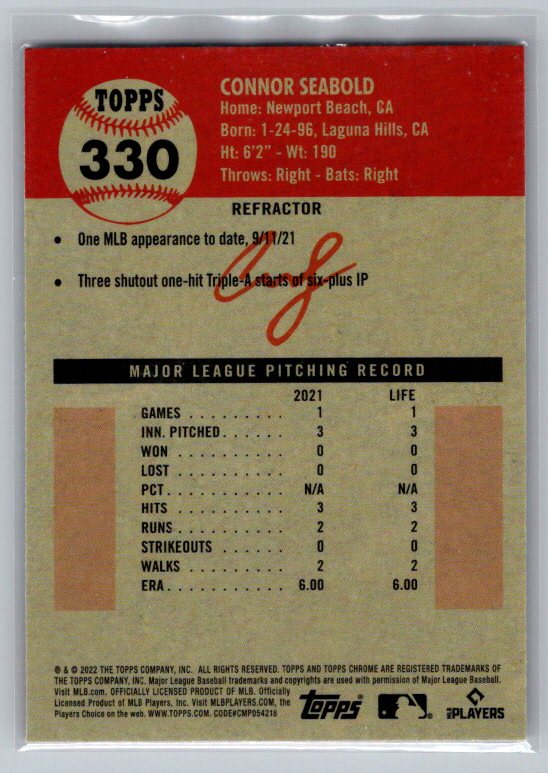 TOPPS
330
CONNOR SEABOLD
Home: Newport Beach, CA
Born: 1-24-96, Laguna Hills, CA
Ht: 6'2" - Wt: 190
Throws: Right - Bats: Right
REFRACTOR
• One MLB appearance to date, 9/11/21
• Three shutout one-hit Triple-A starts of six-plus IP
MAJOR LEAGUE PITCHING RECORD
2021 LIFE
GAMES . . . . . . . . . . 1 1
INN. PITCHED . . . . . . 3 3
WON . . . . . . . . . . 0 0
LOST . . . . . . . . . . 0 0
PCT . . . . . . . . . . N/A N/A
HITS . . . . . . . . . . 3 3
RUNS . . . . . . . . . . 2 2
STRIKEOUTS . . . . . . 0 0
WALKS . . . . . . . . . 2 2
ERA . . . . . . . . . . 6.00 6.00
® & © 2022 THE TOPPS COMPANY, INC. ALL RIGHTS RESERVED. TOPPS AND TOPPS CHROME ARE REGISTERED TRADEMARKS OF
THE TOPPS COMPANY, INC. Major League Baseball trademarks and copyrights are used with permission of Major League Baseball.
Visit MLB.com. OFFICIALLY LICENSED PRODUCT OF MLB. Officially
Licensed Product of MLB Players, Inc. Visit MLBPLAYERS.COM, the
Players Choice on the web. WWW.TOPPS.COM. CODE#CMP054218
Topps
MLB PLAYERS